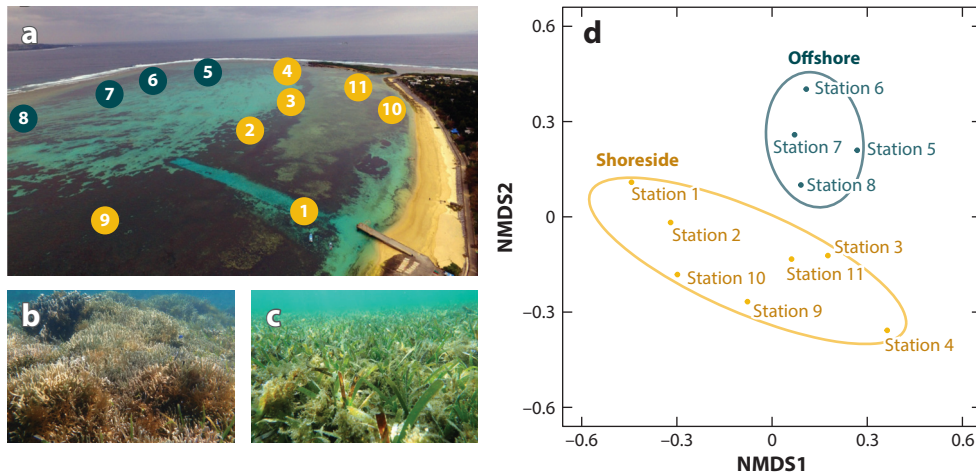 a
5
4
6
11
7
3
10
8
2
1
9
b
c
d
0.6
0.3
0
−0.3
−0.6
NMDS2
Offshore
Station 6
Station 7
Station 5
Station 8
Shoreside
Station 1
Station 2
Station 3
Station 10
Station 11
Station 9
Station 4
−0.6
−0.3
0
0.3
0.6
NMDS1